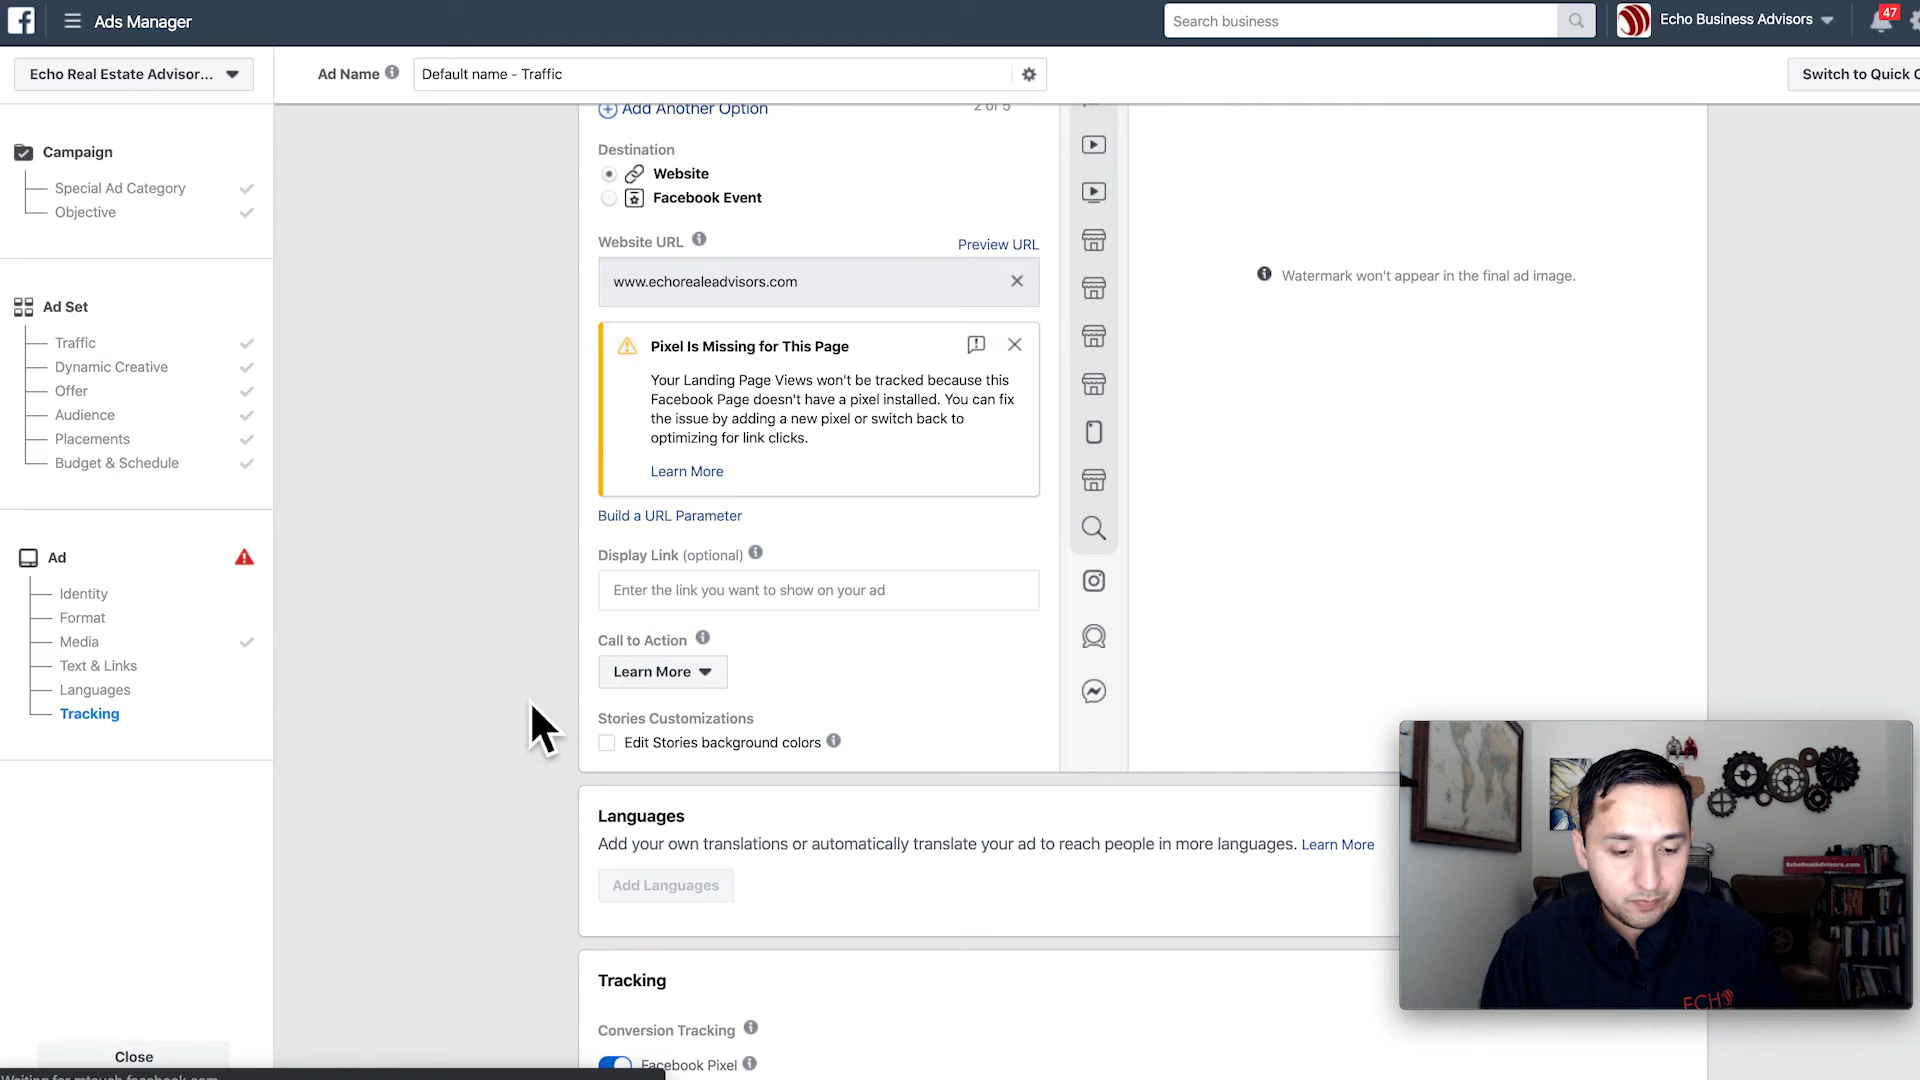 Ads Manager
Search business
Echo Business Advisors
47
Echo Real Estate Advisor...
Ad Name
Default name - Traffic
Switch to Quick C
Campaign
Special Ad Category
Objective
Ad Set
Traffic
Dynamic Creative
Offer
Audience
Placements
Budget & Schedule
Ad
Identity
Format
Media
Text & Links
Languages
Tracking
Close
Waiting for mtouch.facebook.com
Add Another Option
2 of 5
Destination
Website
Facebook Event
Website URL
Preview URL
www.echorealeadvisors.com
Pixel Is Missing for This Page
Your Landing Page Views won't be tracked because this
Facebook Page doesn't have a pixel installed. You can fix
the issue by adding a new pixel or switch back to
optimizing for link clicks.
Learn More
Build a URL Parameter
Display Link (optional)
Enter the link you want to show on your ad
Call to Action
Learn More
Stories Customizations
Edit Stories background colors
Languages
Add your own translations or automatically translate your ad to reach people in more languages. Learn More
Add Languages
Tracking
Conversion Tracking
Facebook Pixel
Watermark won't appear in the final ad image.
EchoRealAdvisors.com
ECHO